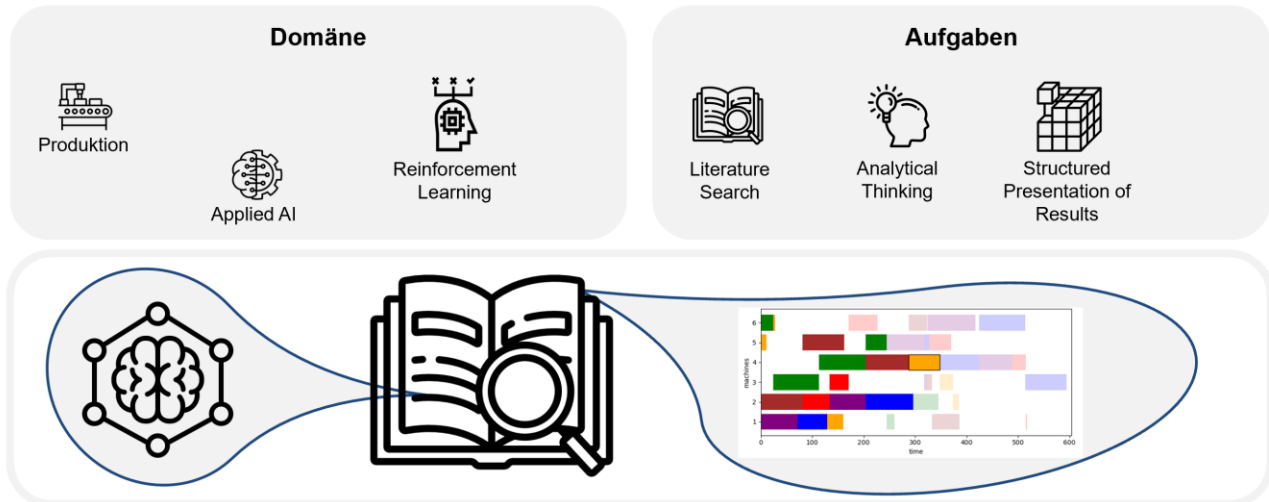 Domäne
Produktion
Applied AI
Reinforcement
Learning
Aufgaben
Literature
Search
Analytical
Thinking
Structured
Presentation of
Results
machines
6
5
4
3
2
1
0
100
200
300
400
500
600
time